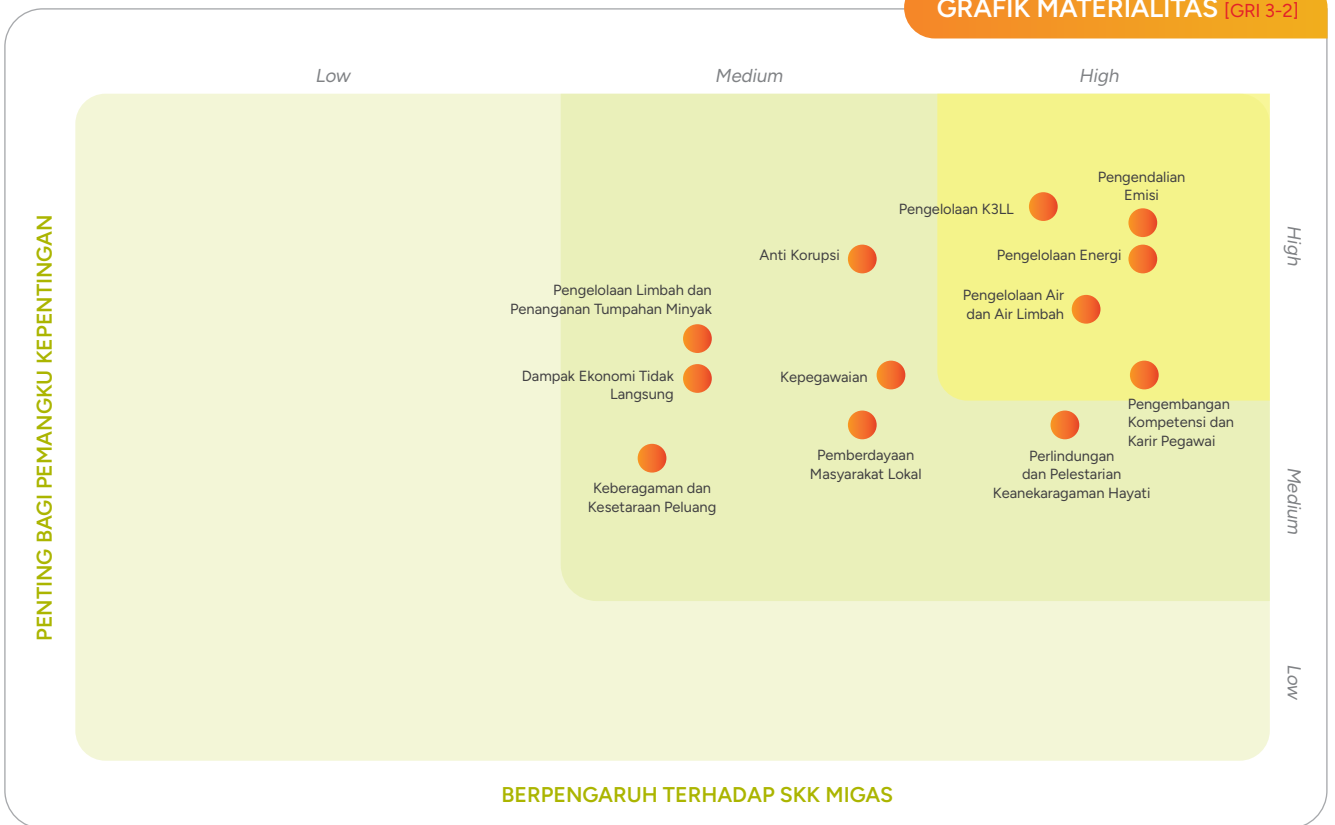 GRAFIK MATERIALITAS [GRI 3-2]
Low
Medium
High
PENTING BAGI PEMANGKU KEPENTINGAN
Pengendalian
Emisi
Pengelolaan K3LL
Anti Korupsi
Pengelolaan Energi
Pengelolaan Limbah dan
Penanganan Tumpahan Minyak
Pengelolaan Air
dan Air Limbah
Dampak Ekonomi Tidak
Langsung
Kepegawaian
Pengembangan
Kompetensi dan
Karir Pegawai
Pemberdayaan
Masyarakat Lokal
Perlindungan
dan Pelestarian
Keanekaragaman Hayati
Keberagaman dan
Kesetaraan Peluang
High
Medium
Low
BERPENGARUH TERHADAP SKK MIGAS